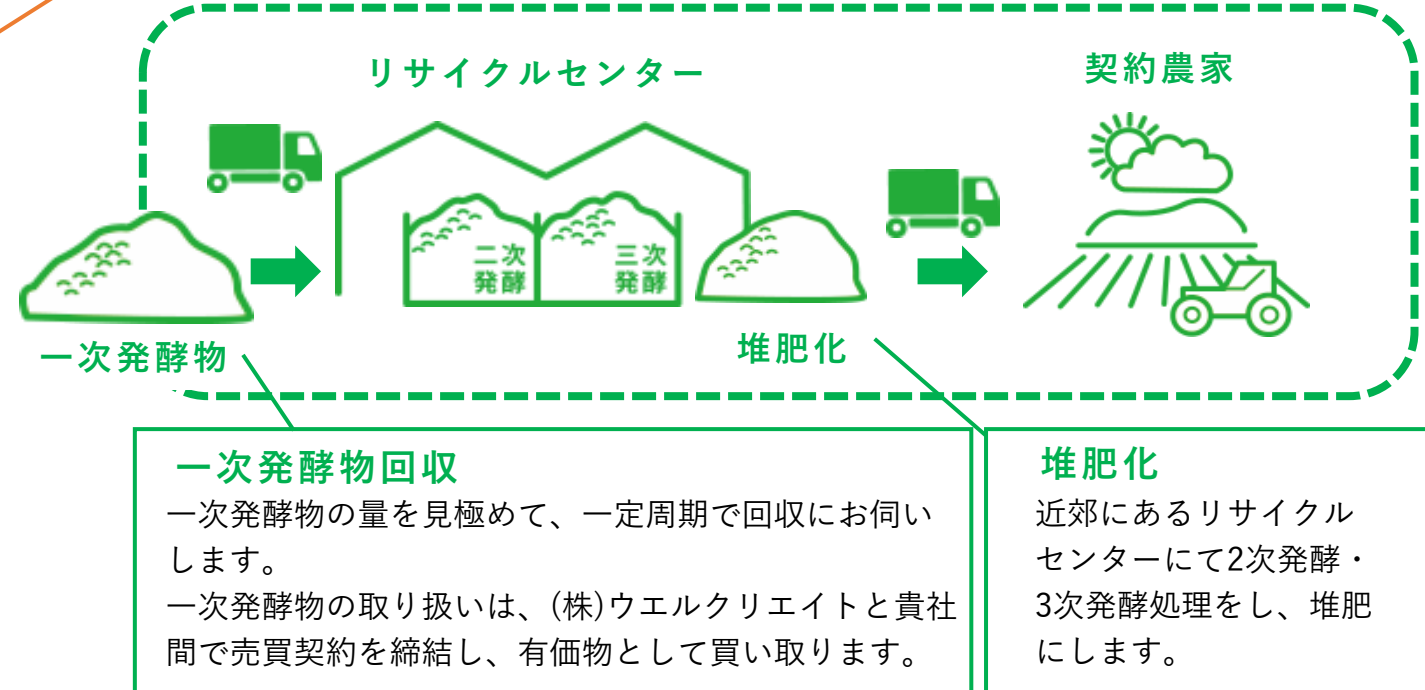 リサイクルセンター
契約農家
二次
発酵
三次
発酵
一次発酵物
堆肥化
一次発酵物回収
一次発酵物の量を見極めて、一定周期で回収にお伺い
します。
一次発酵物の取り扱いは、(株)ウエルクリエイトと貴社
間で売買契約を締結し、有価物として買い取ります。
堆肥化
近郊にあるリサイクル
センターにて2次発酵・
3次発酵処理をし、堆肥
にします。